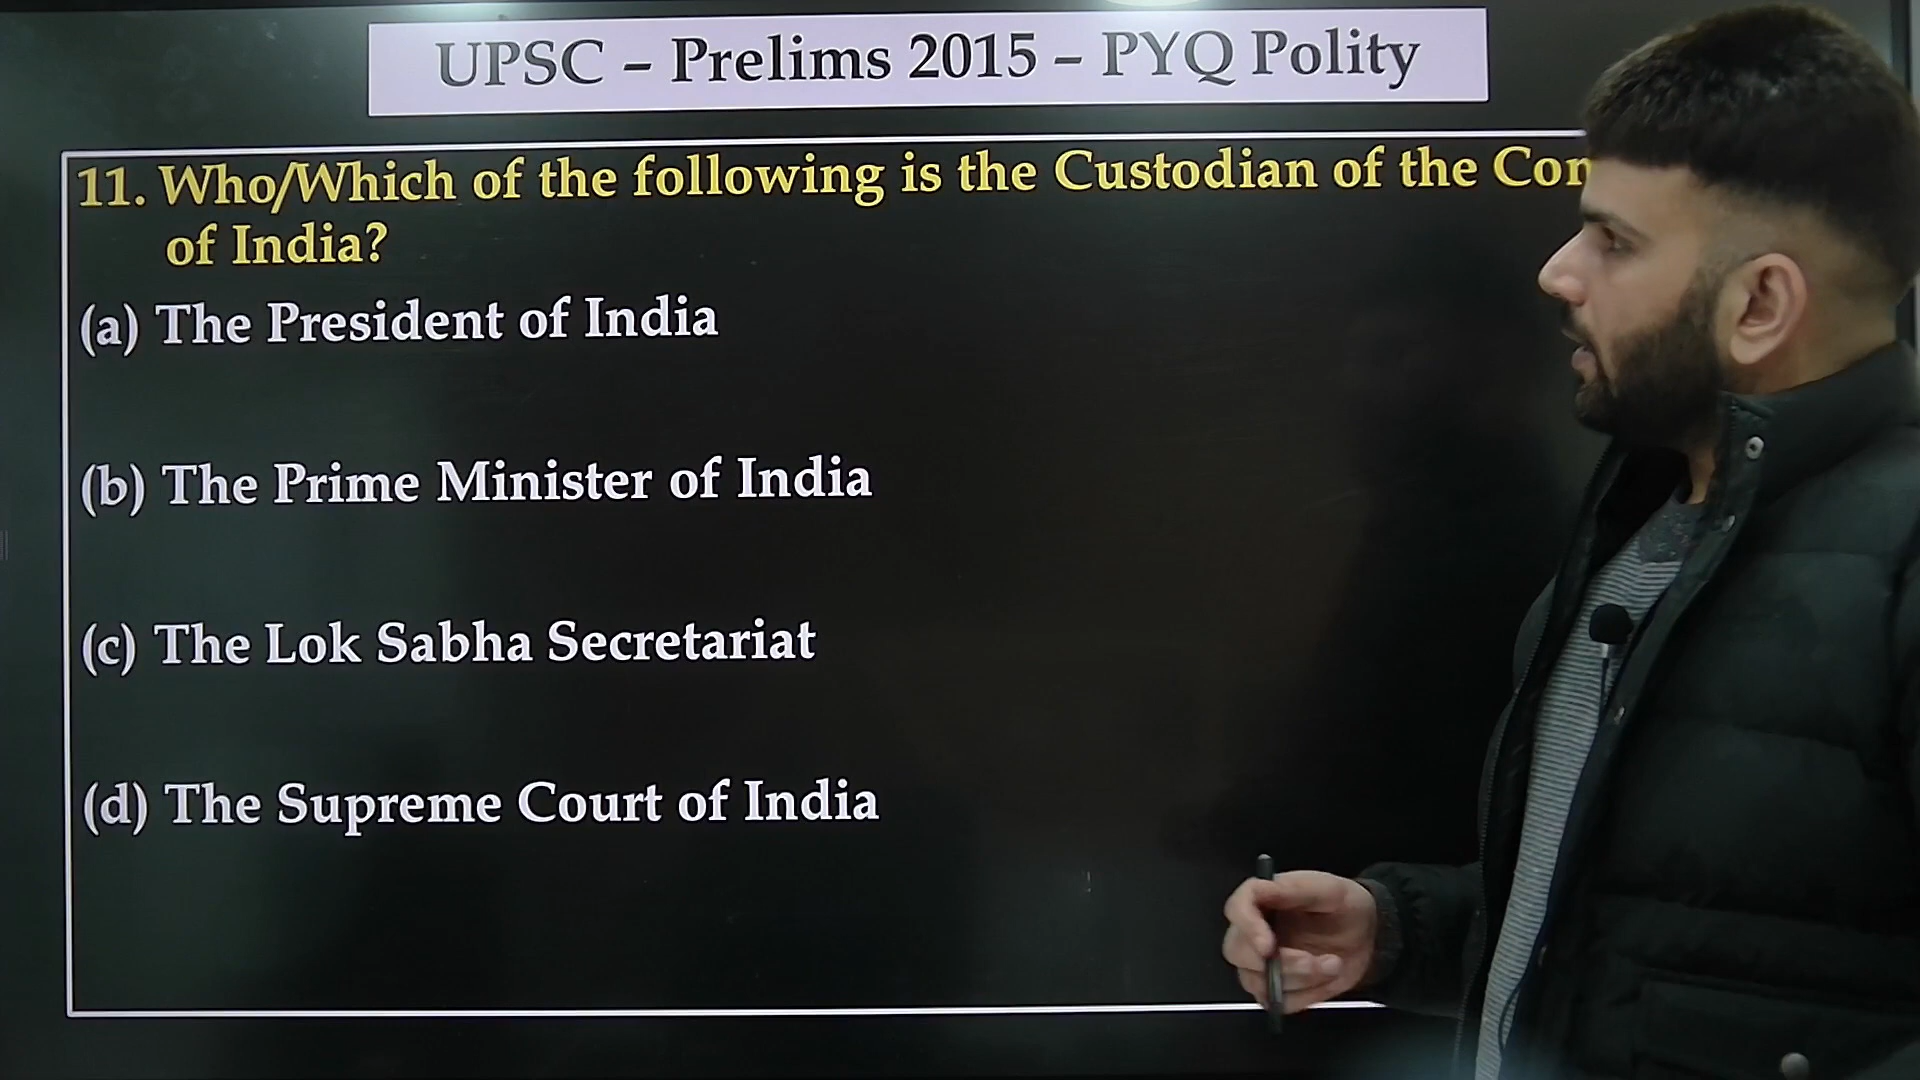 UPSC – Prelims 2015 – PYQ Polity
11. Who/Which of the following is the Custodian of the Con
of India?
(a) The President of India
(b) The Prime Minister of India
(c) The Lok Sabha Secretariat
(d) The Supreme Court of India